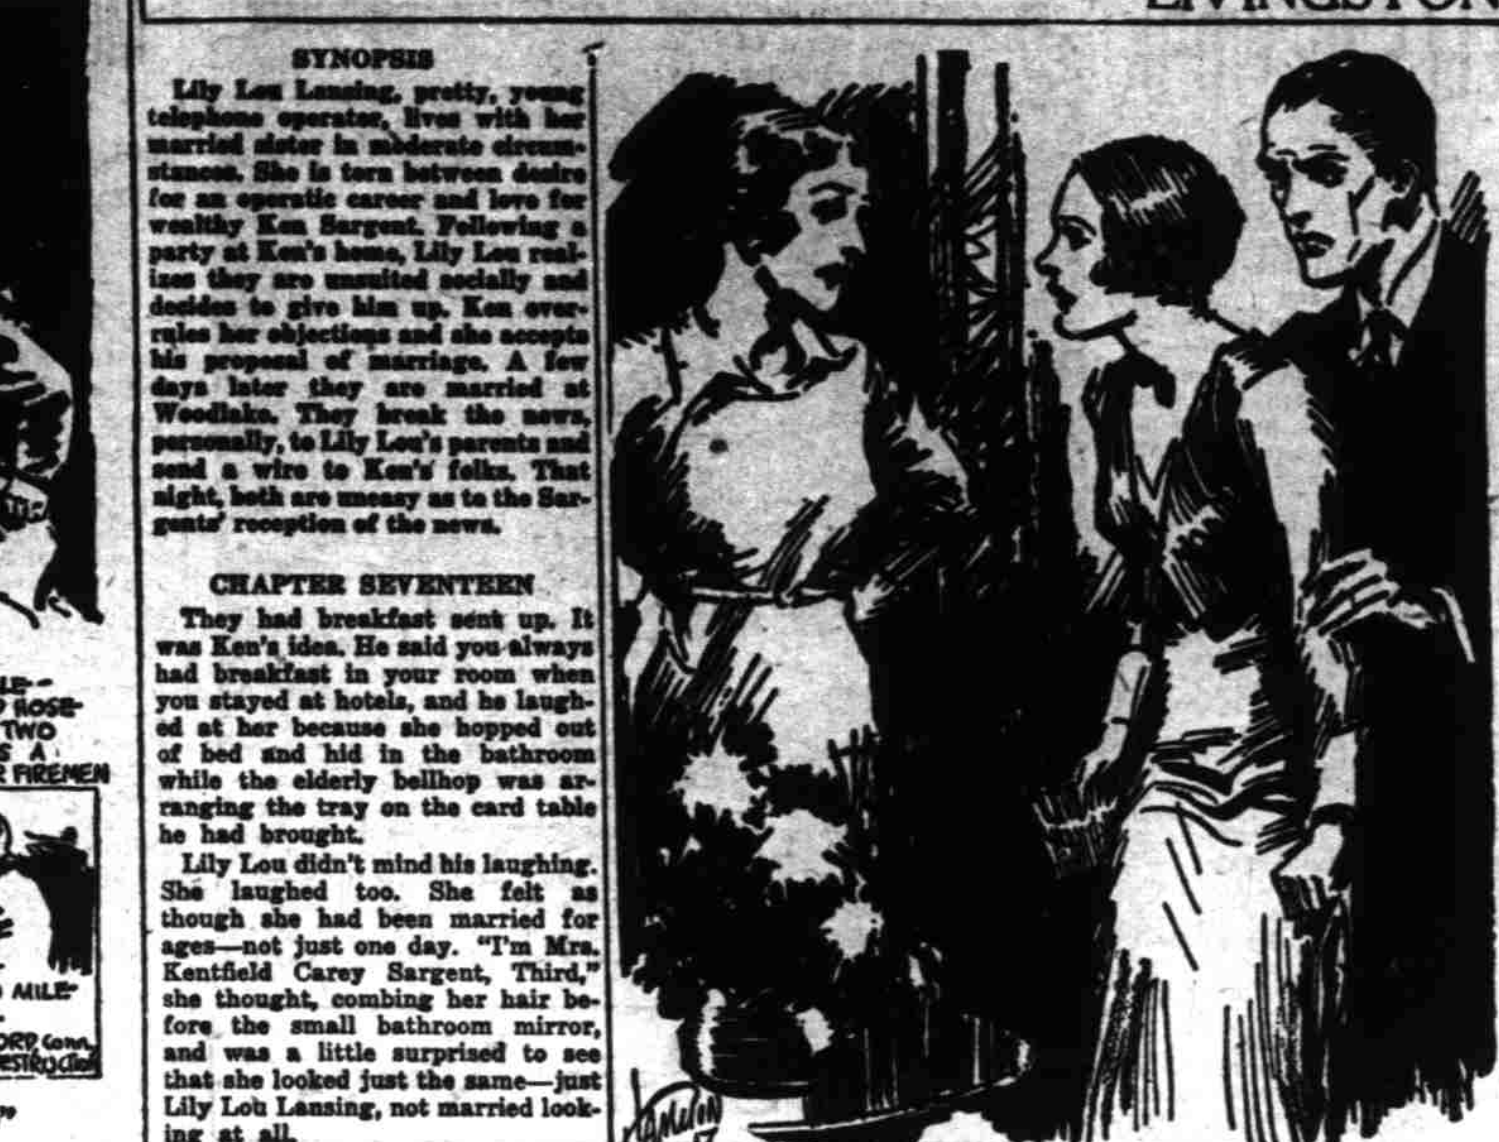 LIVINGSTON
SYNOPSIS
Lily Lou Lansing, pretty, young
telephone operator, lives with her
married sister in moderate circum-
stances. She is torn between desire
for an operatic career and love for
wealthy Ken Sargent. Following a
party at Ken's home, Lily Lou real-
izes they are unsuited socially and
decides to give him up. Ken over-
rules her objections and she accepts
his proposal of marriage. A few
days later they are married at
Woodlake. They break the news,
personally, to Lily Lou's parents and
send a wire to Ken's folks. That
night, both are uneasy as to the Sar-
gents' reception of the news.
CHAPTER SEVENTEEN
They had breakfast sent up. It
was Ken's idea. He said you always
had breakfast in your room when
you stayed at hotels, and he laugh-
ed at her because she hopped out
of bed and hid in the bathroom
while the elderly bellhop was ar-
ranging the tray on the card table
he had brought.
Lily Lou didn't mind his laughing.
She laughed too. She felt as
though she had been married for
ages—not just one day. "I'm Mrs.
Kentfield Carey Sargent, Third,"
she thought, combing her hair be-
fore the small bathroom mirror,
and was a little surprised to see
that she looked just the same—just
Lily Lou Lansing, not married look-
ing at all.
LE--
HOSE-
TWO
S A
FIREMEN
MILE-
ORD, Conn.